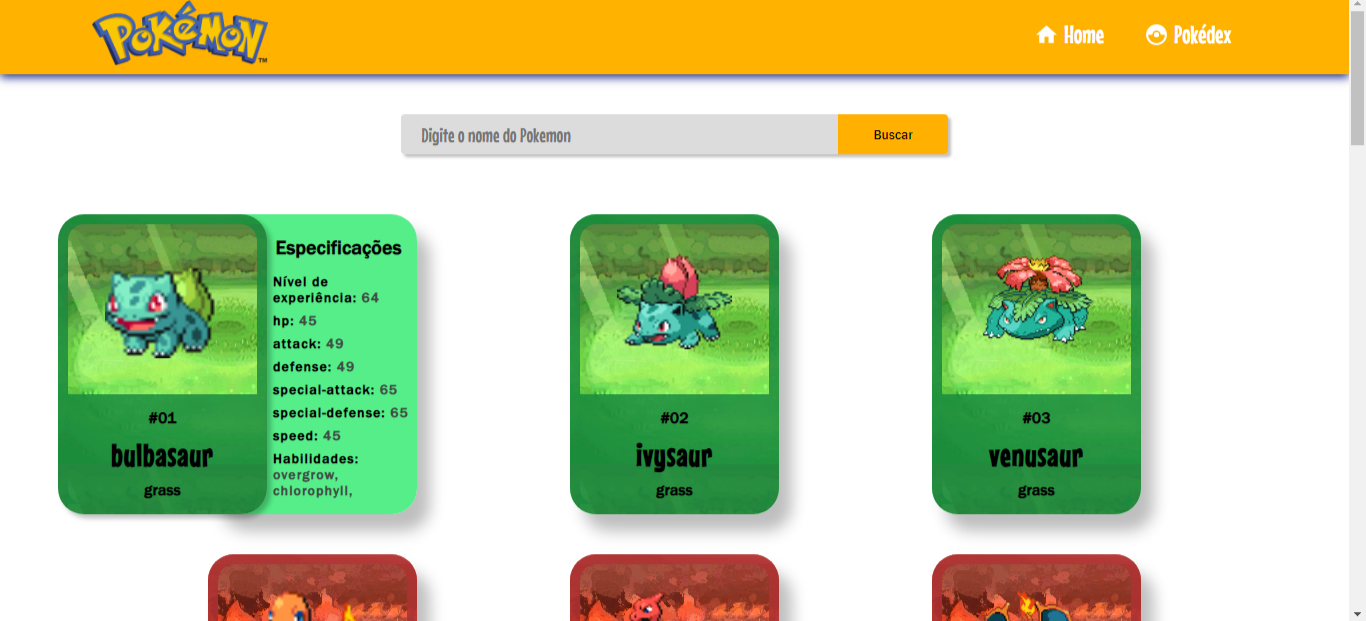 POKéMON™
Home
Pokédex
Digite o nome do Pokemon
Buscar
Especificações
Nível de
experiência: 64
hp: 45
attack: 49
defense: 49
special-attack: 65
special-defense: 65
speed: 45
Habilidades:
overgrow,
chlorophyll,
#01
bulbasaur
grass
#02
ivysaur
grass
#03
venusaur
grass